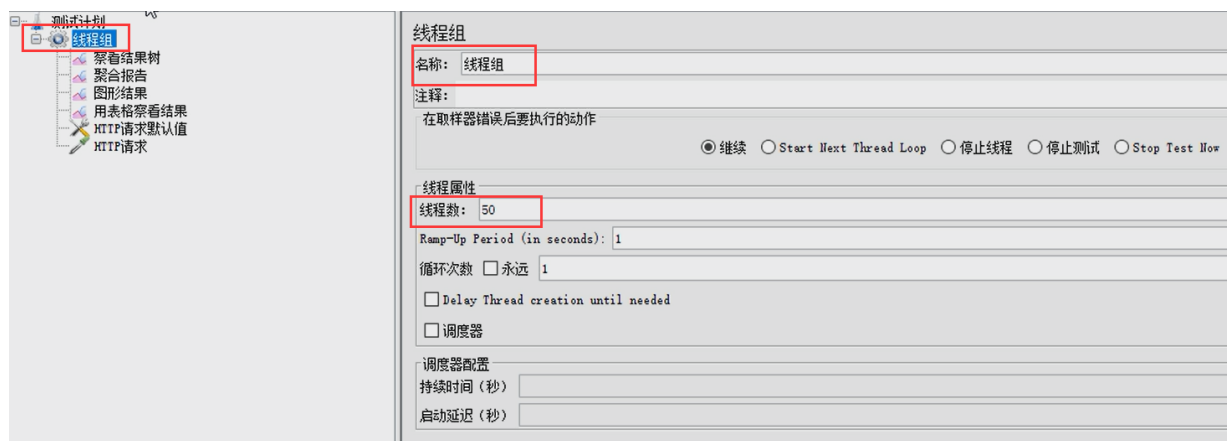 测试计划
线程组
察看结果树
聚合报告
图形结果
用表格察看结果
HTTP请求默认值
HTTP请求
线程组
名称: 线程组
注释:
在取样器错误后要执行的动作
继续 Start Next Thread Loop 停止线程 停止测试 Stop Test Now
线程属性
线程数: 50
Ramp-Up Period (in seconds): 1
循环次数 永远 1
Delay Thread creation until needed
调度器
调度器配置
持续时间（秒）
启动延迟（秒）